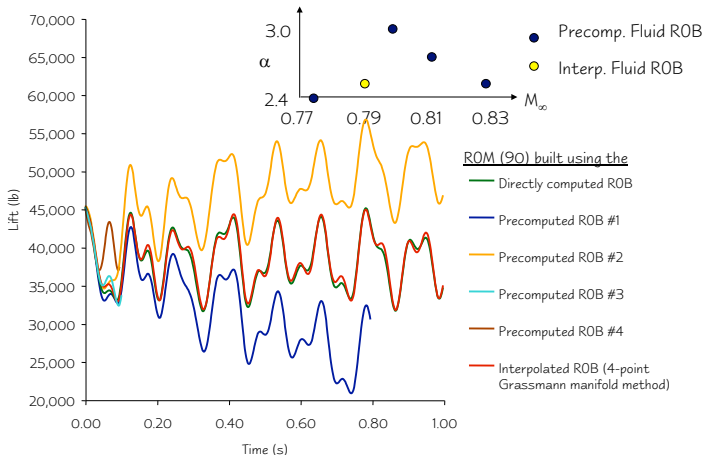 70,000
65,000
60,000
55,000
50,000
45,000
40,000
35,000
30,000
25,000
20,000
Lift (lb)
0.00 0.20 0.40 0.60 0.80 1.00
Time (s)
3.0
α
2.4
0.77 0.79 0.81 0.83
M∞
Precomp. Fluid ROB
Interp. Fluid ROB
ROM (90) built using the
Directly computed ROB
Precomputed ROB #1
Precomputed ROB #2
Precomputed ROB #3
Precomputed ROB #4
Interpolated ROB (4-point
Grassmann manifold method)